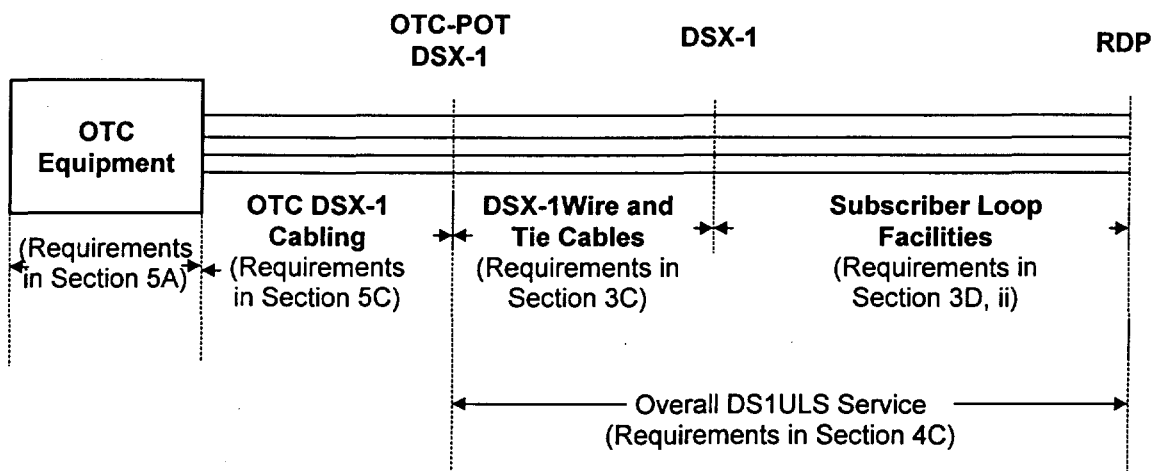 OTC-POT
DSX-1
DSX-1
RDP
OTC
Equipment
(Requirements
in Section 5A)
OTC DSX-1
Cabling
(Requirements
in Section 5C)
DSX-1Wire and
Tie Cables
(Requirements in
Section 3C)
Subscriber Loop
Facilities
(Requirements in
Section 3D, ii)
Overall DS1ULS Service
(Requirements in Section 4C)